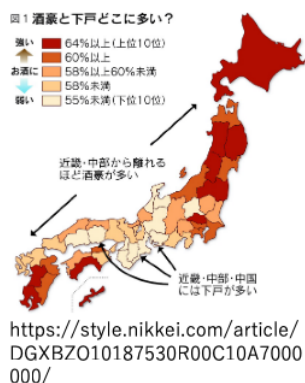 図1 酒豪と下戸どこに多い？
強い 64%以上(上位10位)
60%以上
お酒に 58%以上60%未満
58%未満
弱い 55%未満(下位10位)
近畿・中部から離れる
ほど酒豪が多い
近畿・中部・中国
には下戸が多い
https://style.nikkei.com/article/
DGXBZO10187530R00C10A7000
000/